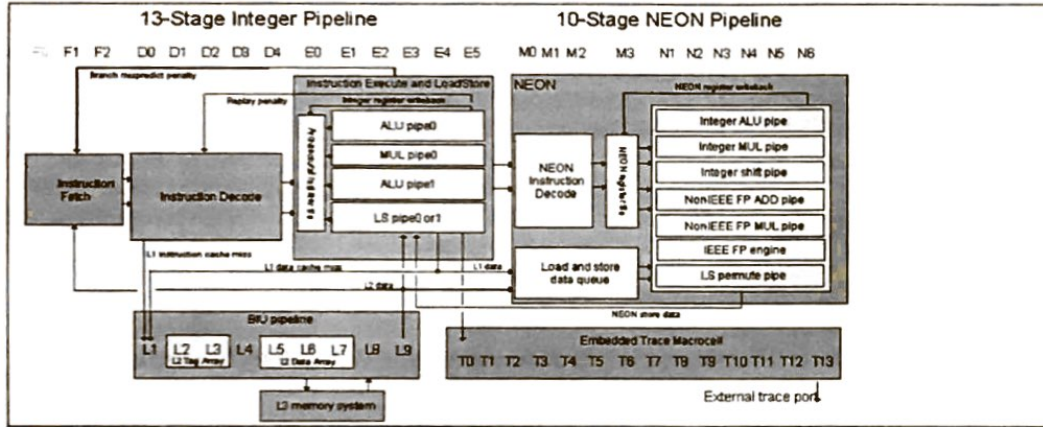 13-Stage Integer Pipeline
10-Stage NEON Pipeline
F0 F1 F2 D0 D1 D2 D3 D4 E0 E1 E2 E3 E4 E5
M0 M1 M2 M3 N1 N2 N3 N4 N5 N6
Branch mispredict penalty
Instruction Execute and Load/Store
NEON
Replay penalty
Integer register writeback
NEON register writeback
Instruction Fetch
Instruction Decode
ALU pipe0
MUL pipe0
ALU pipe1
LS pipe0 or1
NEON
Instruction
Decode
NEON register file
Integer ALU pipe
Integer MUL pipe
Integer shift pipe
NonIEEE FP ADD pipe
NonIEEE FP MUL pipe
IEEE FP engine
LS permute pipe
L1 instruction cache miss
L1 data cache miss
L1 data
Load and store
data queue
L2 data
NEON store data
BIU pipeline
L1 L2 L3 L4 L5 L6 L7 L8 L9
L2 Tag Array
L2 Data Array
L3 memory system
Embedded Trace Macrocell
T0 T1 T2 T3 T4 T5 T6 T7 T8 T9 T10 T11 T12 T13
External trace port